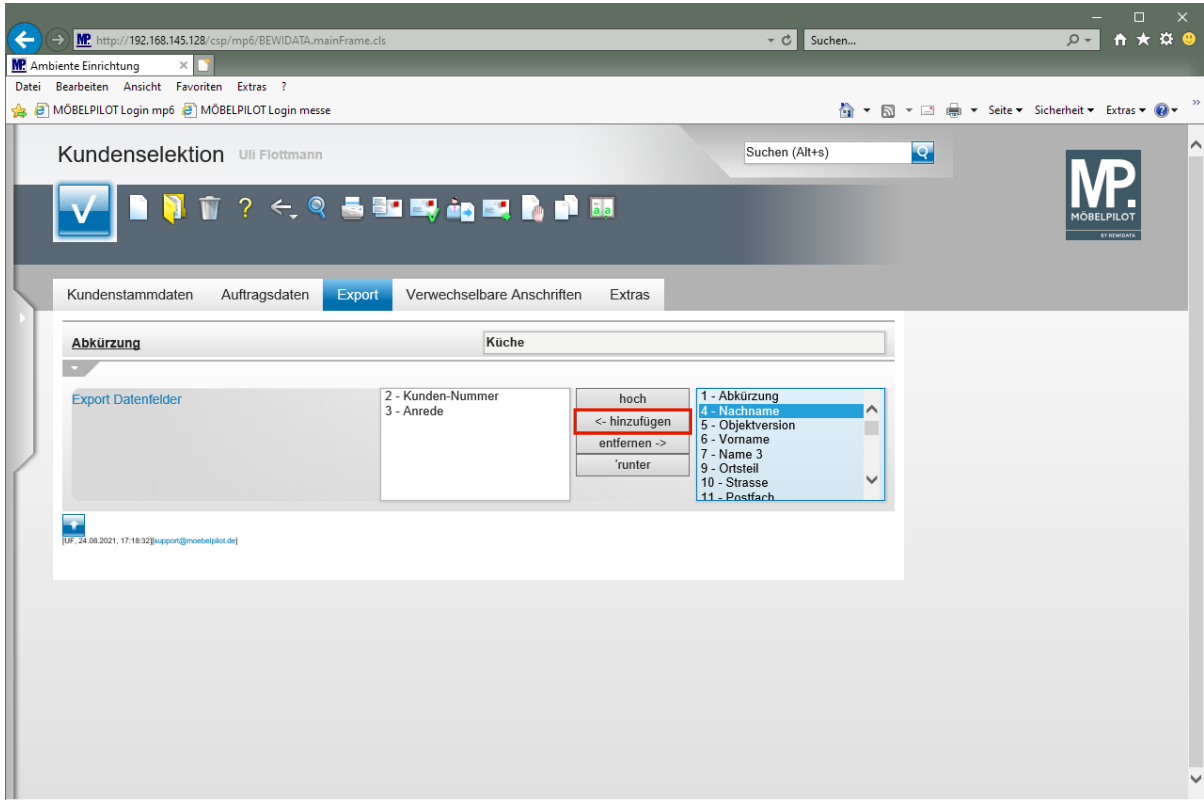 http://192.168.145.128/csp/mp6/BEWIDATA.mainFrame.cls
Suchen...
Ambiente Einrichtung
Datei Bearbeiten Ansicht Favoriten Extras ?
MÖBELPILOT Login mp6 MÖBELPILOT Login messe
Seite Sicherheit Extras
Kundenselektion Uli Flottmann
Suchen (Alt+s)
MP
MÖBELPILOT
BY BEWIDATA
Kundenstammdaten Auftragsdaten Export Verwechselbare Anschriften Extras
Abkürzung
Küche
Export Datenfelder
2 - Kunden-Nummer
3 - Anrede
hoch
<- hinzufügen
entfernen ->
'runter
1 - Abkürzung
4 - Nachname
5 - Objektversion
6 - Vorname
7 - Name 3
9 - Ortsteil
10 - Strasse
11 - Postfach
[UF, 24.08.2021, 17:18:32][support@moebelpilot.de]